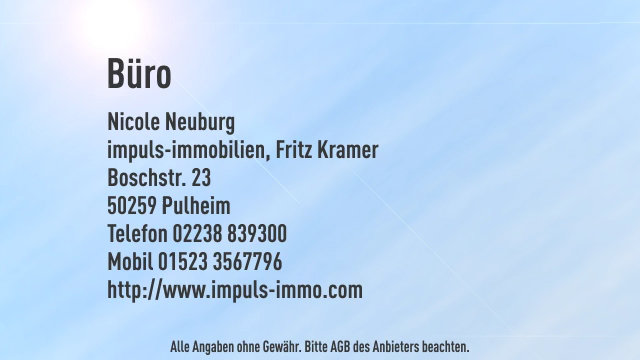 Büro
Nicole Neuburg
impuls-immobilien, Fritz Kramer
Boschstr. 23
50259 Pulheim
Telefon 02238 839300
Mobil 01523 3567796
http://www.impuls-immo.com
Alle Angaben ohne Gewähr. Bitte AGB des Anbieters beachten.